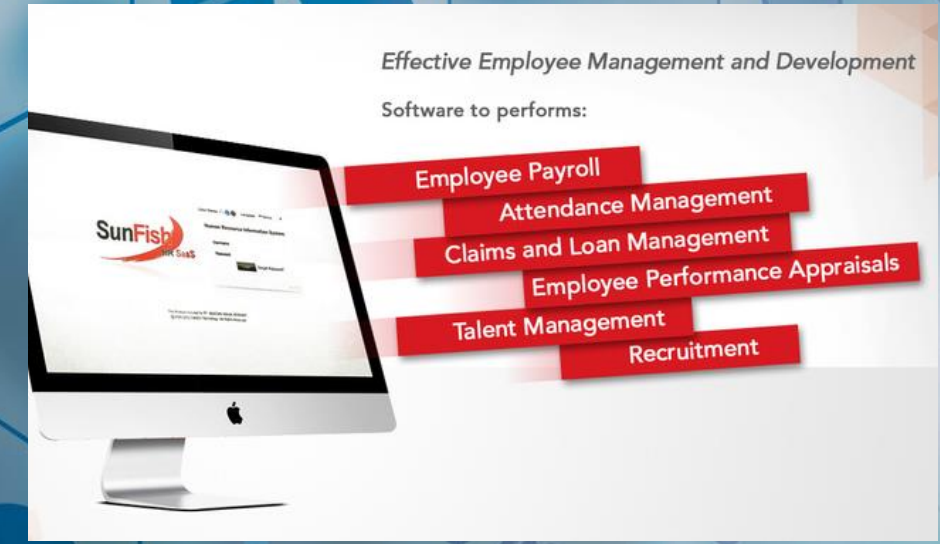 Effective Employee Management and Development
Software to performs:
Employee Payroll
Attendance Management
Claims and Loan Management
Employee Performance Appraisals
Talent Management
Recruitment
SunFish
HR SaaS
Human Resource Information System